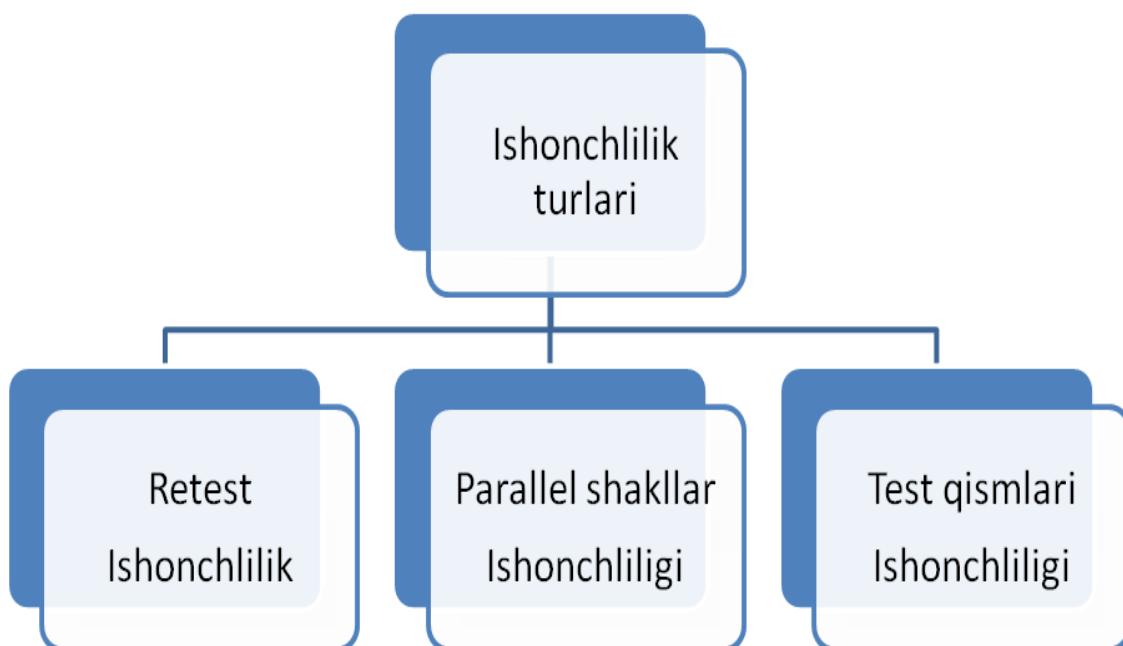 Ishonchlilik
turlari
Retest
Ishonchlilik
Parallel shakllar
Ishonchliligi
Test qismlari
Ishonchliligi